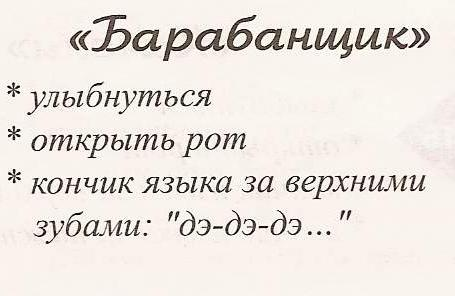 «Барабанщик»
* улыбнуться
* открыть рот
* кончик языка за верхними
зубами: "дэ-дэ-дэ..."